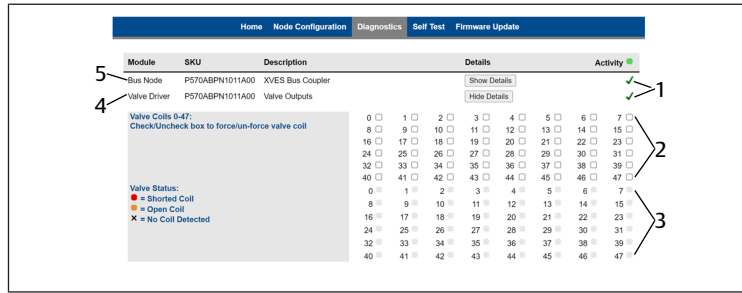 Home Node Configuration Diagnostics Self Test Firmware Update
Module SKU Description Details Activity
5 Bus Node P570ABPN1011A00 XVES Bus Coupler Show Details 1
4 Valve Driver P570ABPN1011A00 Valve Outputs Hide Details
Valve Coils 0-47: 0 1 2 3 4 5 6 7
Check/Uncheck box to force/un-force valve coil
8 9 10 11 12 13 14 15
16 17 18 19 20 21 22 23
2
24 25 26 27 28 29 30 31
32 33 34 35 36 37 38 39
40 41 42 43 44 45 46 47
Valve Status: 0 1 2 3 4 5 6 7
= Shorted Coil
8 9 10 11 12 13 14 15
= Open Coil
X = No Coil Detected 16 17 18 19 20 21 22 23
3
24 25 26 27 28 29 30 31
32 33 34 35 36 37 38 39
40 41 42 43 44 45 46 47